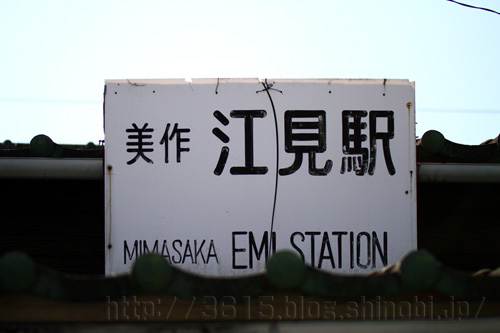 美作 江見駅
MIMASAKA EMI STATION
http://3615.blog.shinobi.jp/